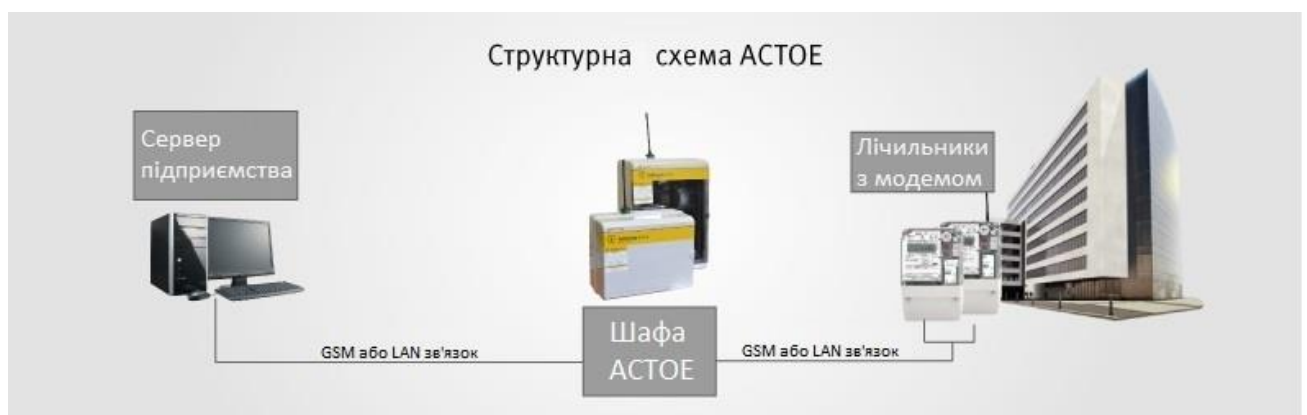 Структурна схема АСТОЕ
Сервер
підприємства
Лічильники
з модемом
Шафа
АСТОЕ
GSM або LAN зв'язок
GSM або LAN зв'язок